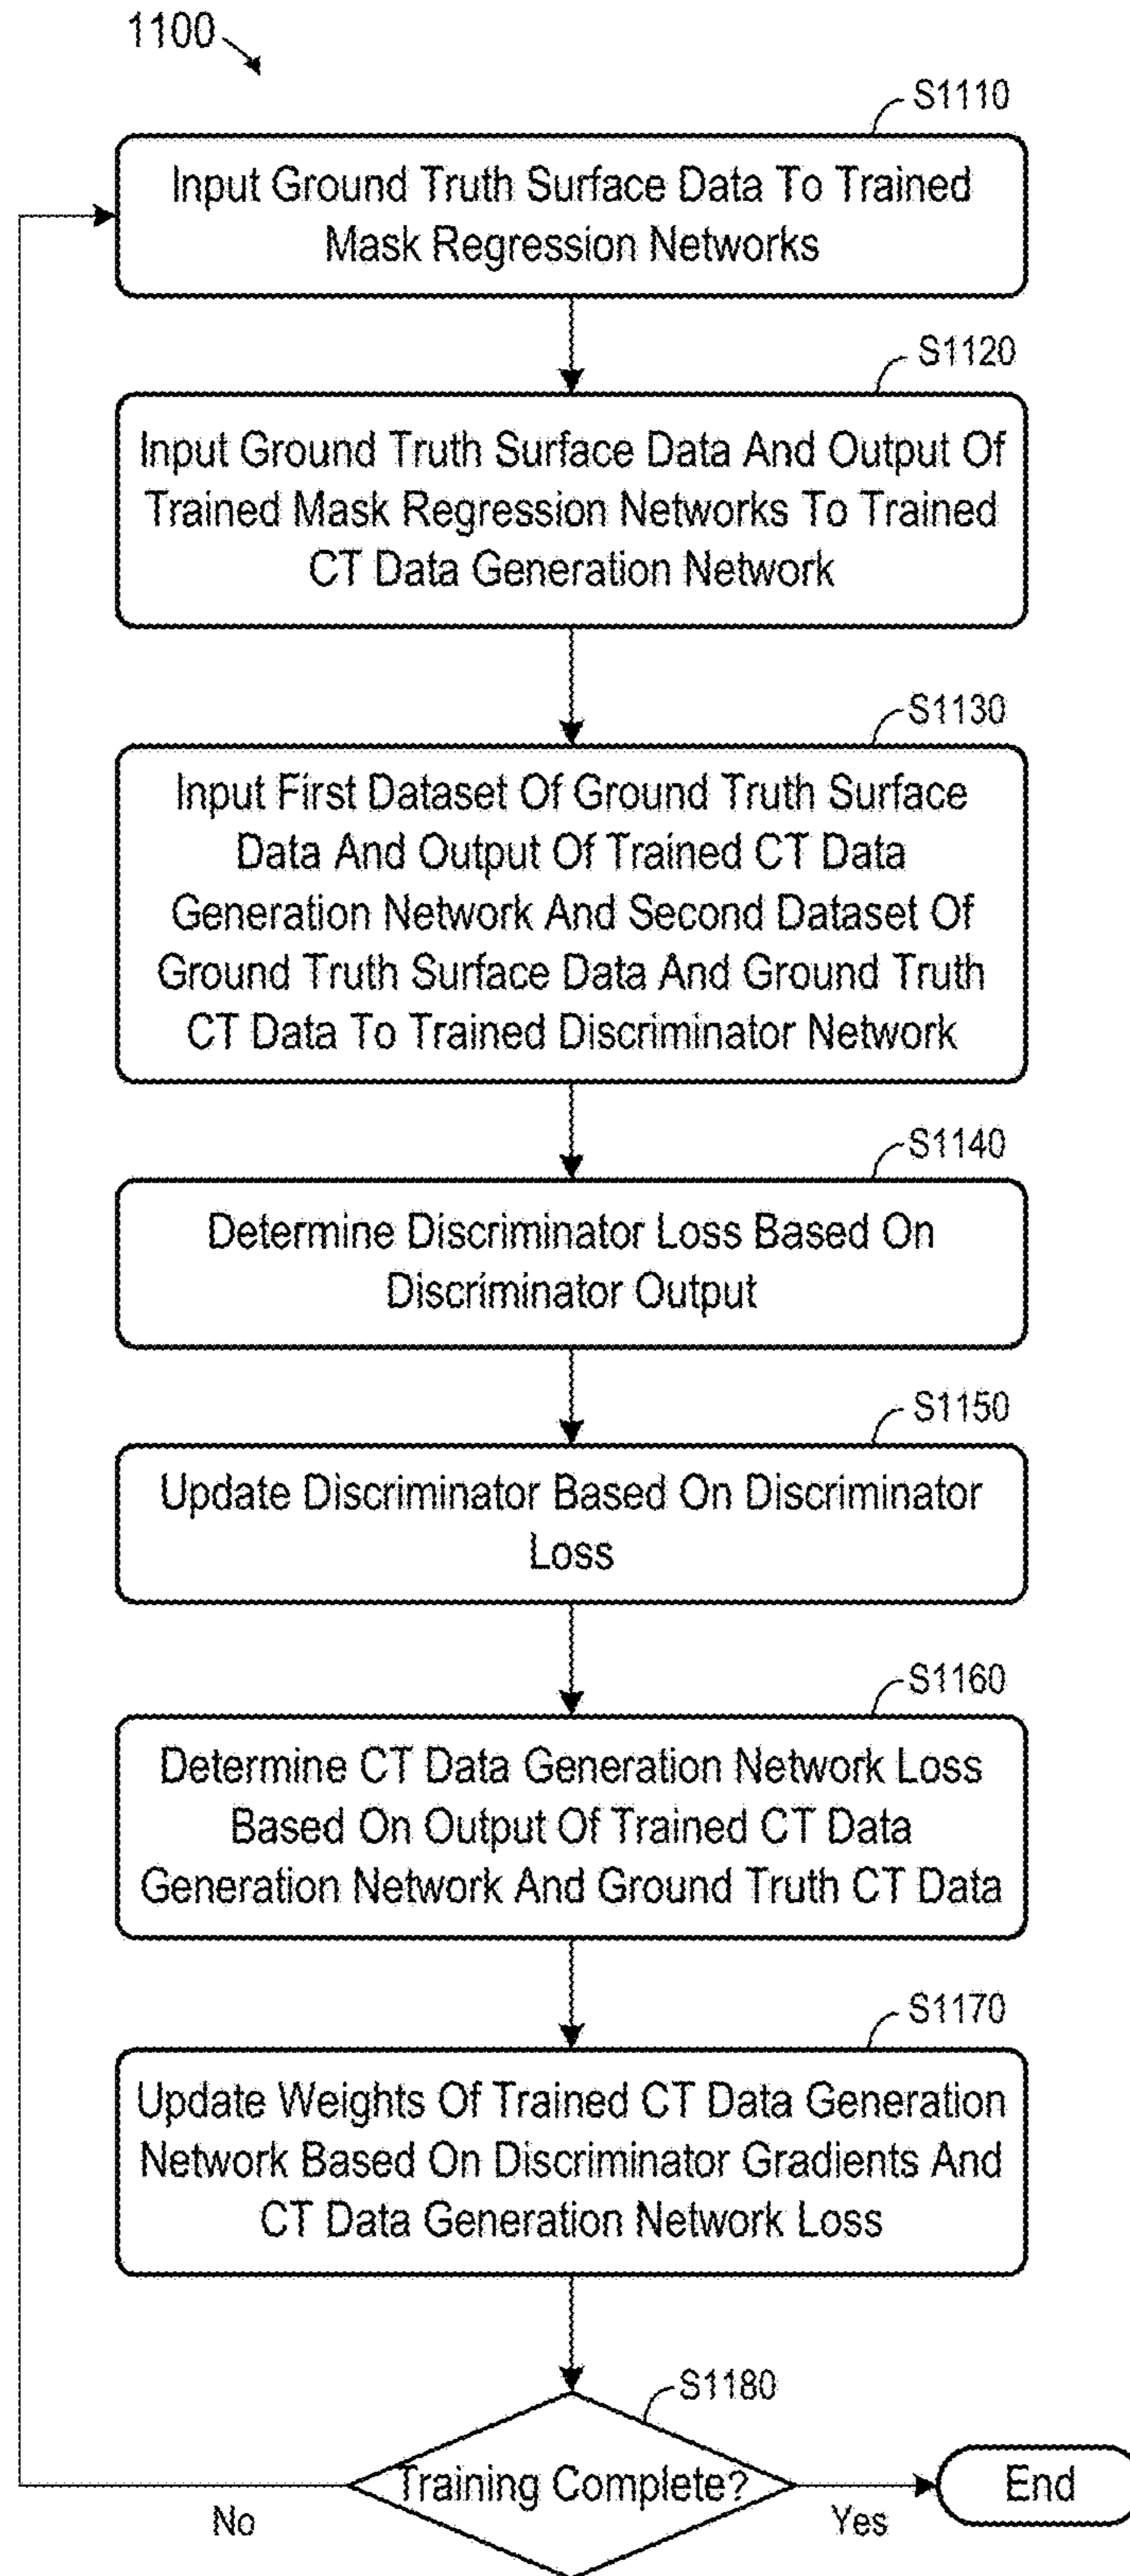 1100
S1110
Input Ground Truth Surface Data To Trained
Mask Regression Networks
S1120
Input Ground Truth Surface Data And Output Of
Trained Mask Regression Networks To Trained
CT Data Generation Network
S1130
Input First Dataset Of Ground Truth Surface
Data And Output Of Trained CT Data
Generation Network And Second Dataset Of
Ground Truth Surface Data And Ground Truth
CT Data To Trained Discriminator Network
S1140
Determine Discriminator Loss Based On
Discriminator Output
S1150
Update Discriminator Based On Discriminator
Loss
S1160
Determine CT Data Generation Network Loss
Based On Output Of Trained CT Data
Generation Network And Ground Truth CT Data
S1170
Update Weights Of Trained CT Data Generation
Network Based On Discriminator Gradients And
CT Data Generation Network Loss
S1180
Training Complete?
End
No
Yes